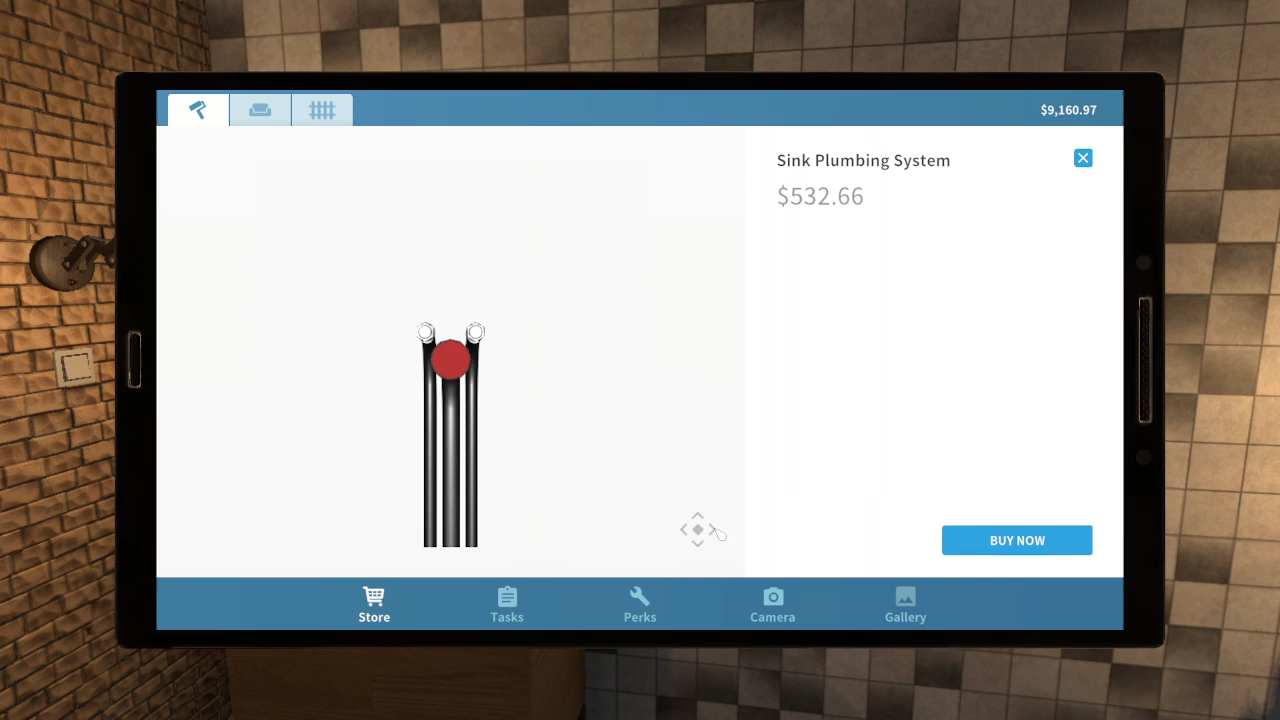 $9,160.97
Sink Plumbing System
$532.66
BUY NOW
Store
Tasks
Perks
Camera
Gallery